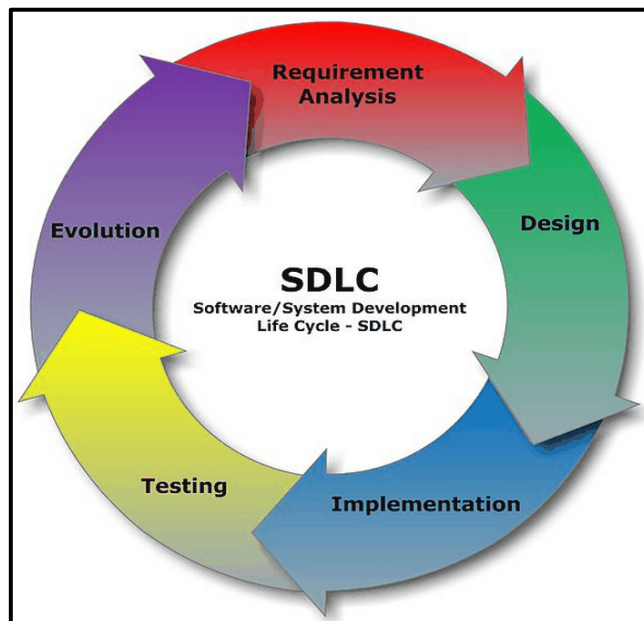 Requirement
Analysis
Design
Implementation
Testing
Evolution
SDLC
Software/System Development
Life Cycle - SDLC